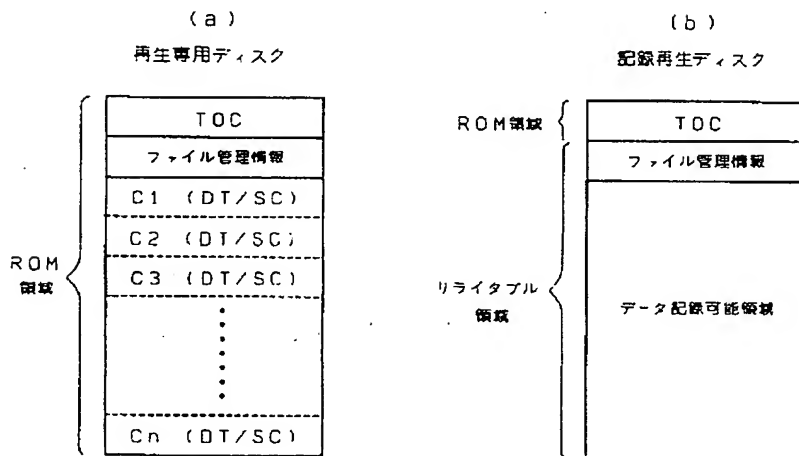 (a)
再生専用ディスク
TOC
ファイル管理情報
C1 (DT/SC)
C2 (DT/SC)
C3 (DT/SC)
Cn (DT/SC)
ROM
領域
(b)
記録再生ディスク
ROM領域
TOC
ファイル管理情報
リライタブル
領域
データ記録可能領域